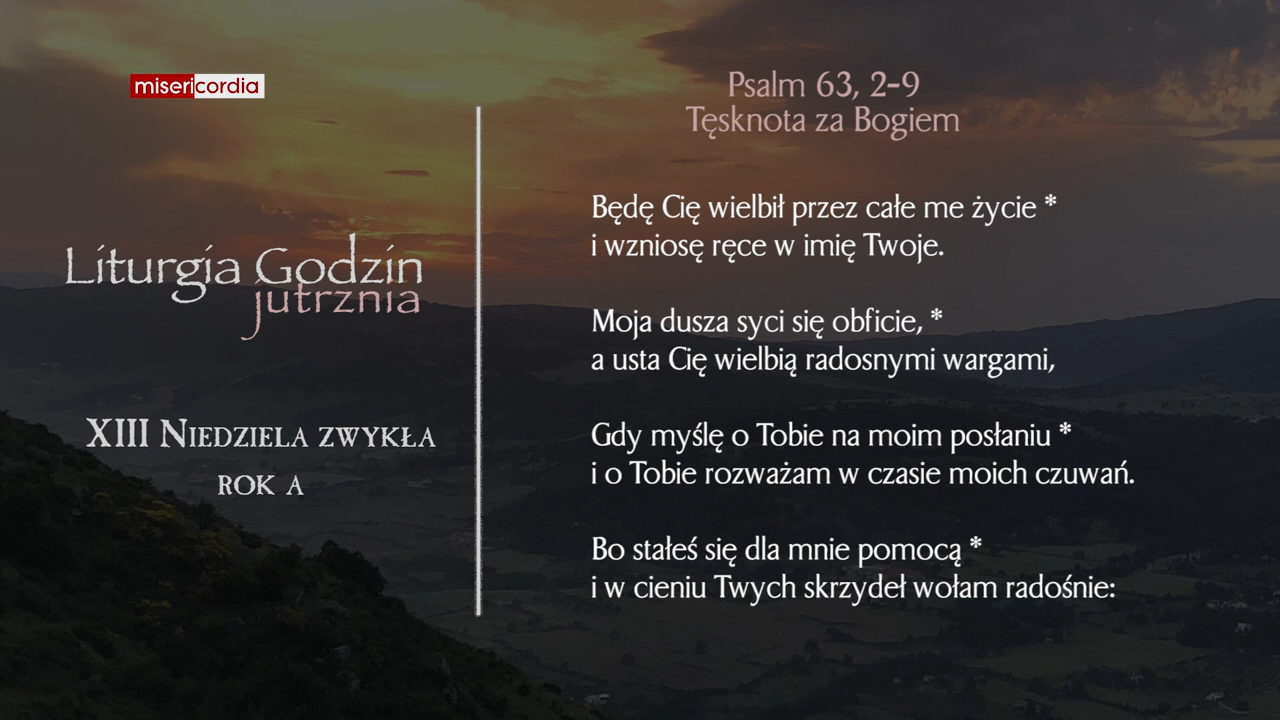 misericordia
Liturgia Godzin
jutrznia
XIII Niedziela zwykła
rok A
Psalm 63, 2-9
Tęsknota za Bogiem
Będę Cię wielbił przez całe me życie *
i wzniosę ręce w imię Twoje.
Moja dusza syci się obficie, *
a usta Cię wielbią radosnymi wargami,
Gdy myślę o Tobie na moim posłaniu *
i o Tobie rozważam w czasie moich czuwań.
Bo stałeś się dla mnie pomocą *
i w cieniu Twych skrzydeł wołam radośnie: